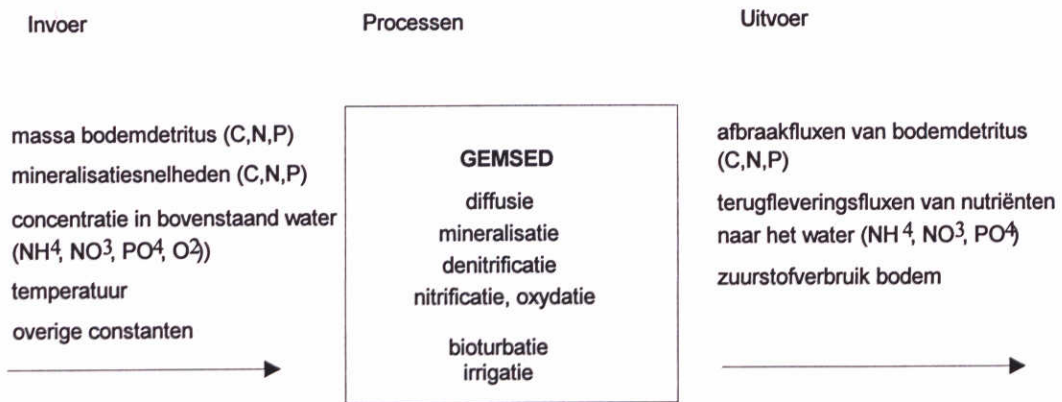 Invoer
Processen
Uitvoer
massa bodemdetritus (C,N,P)
mineralisatiesnelheden (C,N,P)
concentratie in bovenstaand water
(NH⁴, NO³, PO⁴, O²))
temperatuur
overige constanten
GEMSED
diffusie
mineralisatie
denitrificatie
nitrificatie, oxydatie
bioturbatie
irrigatie
afbraakfluxen van bodemdetritus
(C,N,P)
terugfleveringsfluxen van nutriënten
naar het water (NH⁴, NO³, PO⁴)
zuurstofverbruik bodem